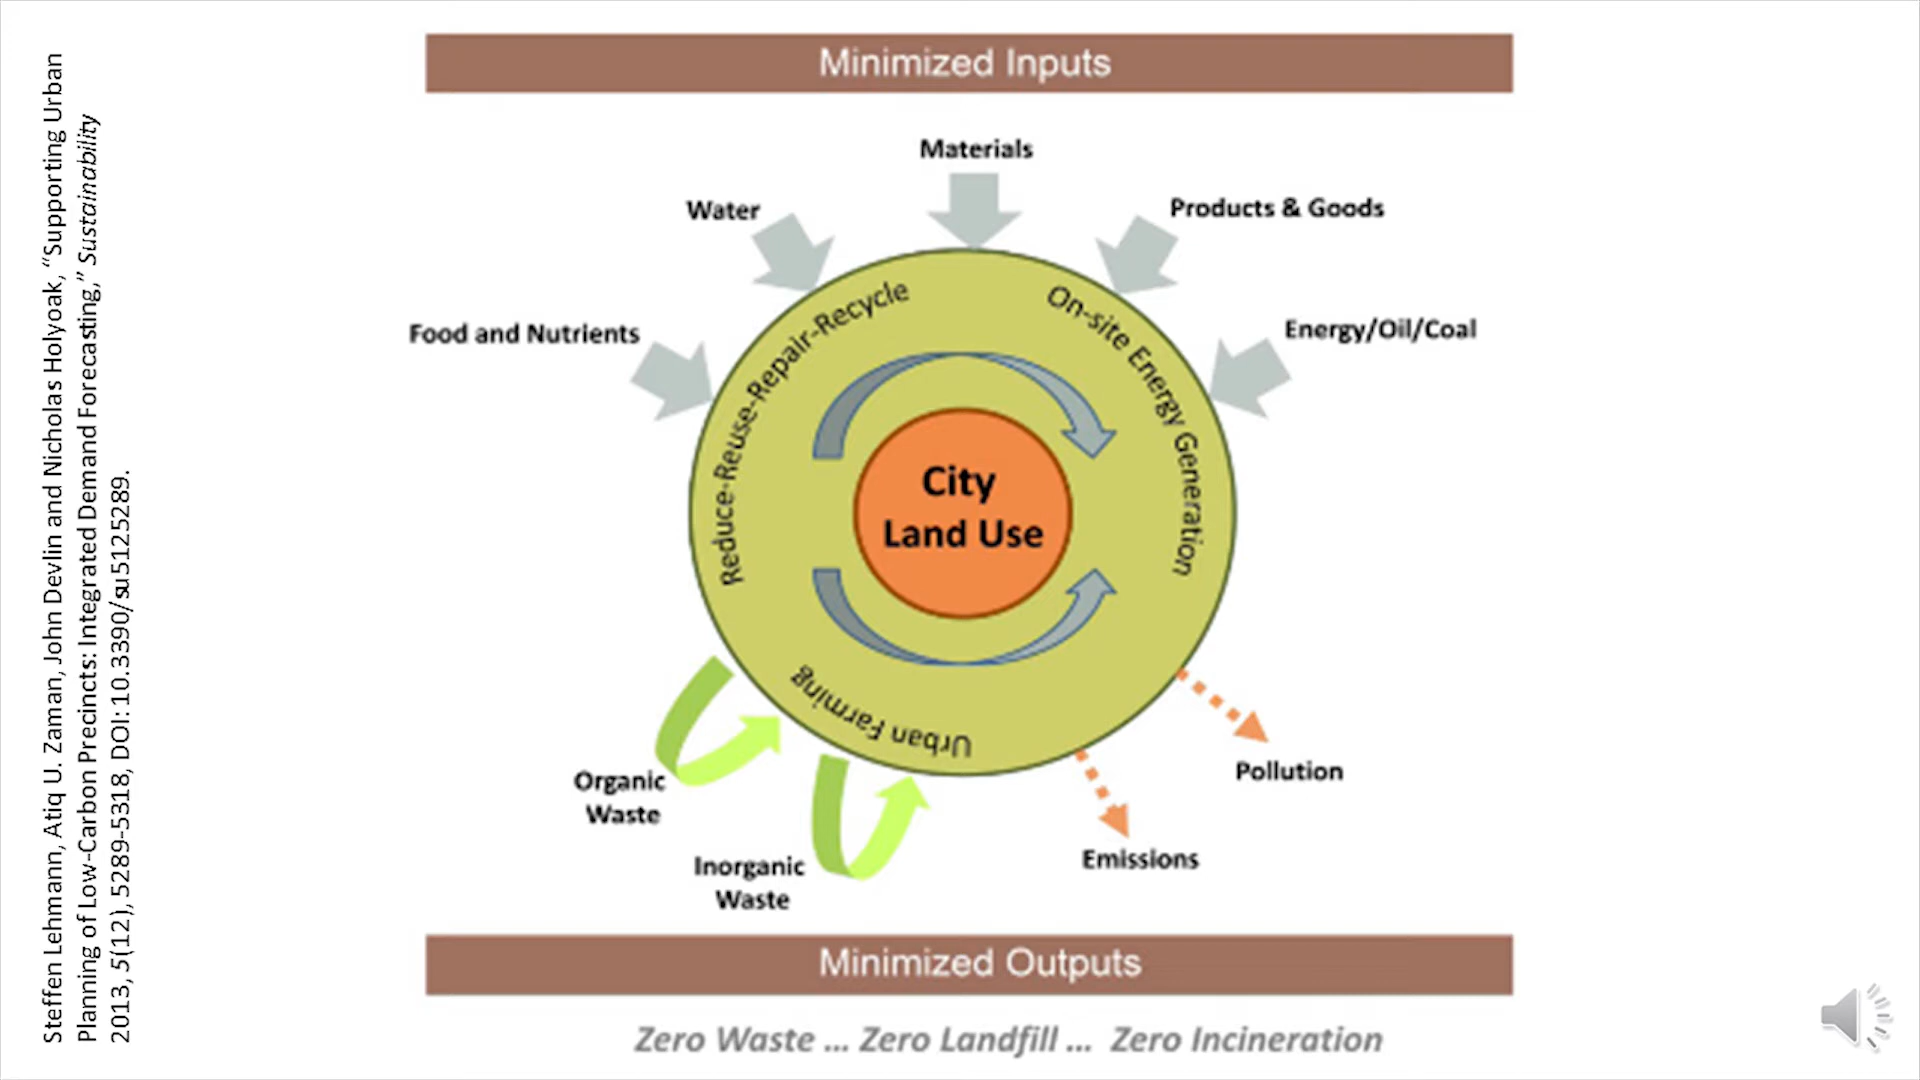 Steffen Lehmann, Atiq U. Zaman, John Devlin and Nicholas Holyoak, “Supporting Urban
Planning of Low-Carbon Precincts: Integrated Demand Forecasting,” Sustainability
2013, 5(12), 5289-5318, DOI: 10.3390/su5125289.
Minimized Inputs
Materials
Water
Products & Goods
Food and Nutrients
Energy/Oil/Coal
Reduce-Reuse-Repair-Recycle
On-site Energy Generation
City
Land Use
Urban Farming
Organic
Waste
Pollution
Inorganic
Waste
Emissions
Minimized Outputs
Zero Waste ... Zero Landfill ... Zero Incineration